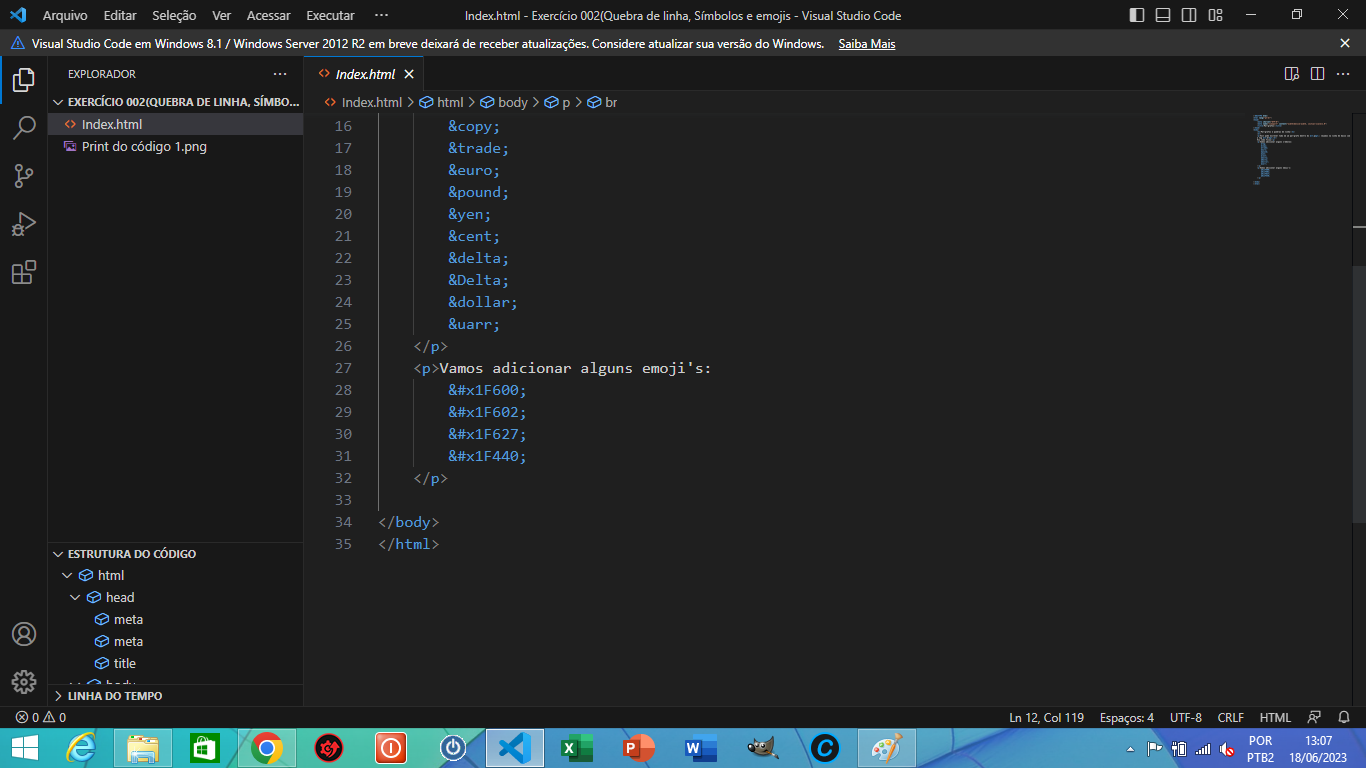 Arquivo Editar Seleção Ver Acessar Executar ··· Index.html - Exercício 002(Quebra de linha, Símbolos e emojis - Visual Studio Code
Visual Studio Code em Windows 8.1 / Windows Server 2012 R2 em breve deixará de receber atualizações. Considere atualizar sua versão do Windows. Saiba Mais
EXPLORADOR ···
EXERCÍCIO 002(QUEBRA DE LINHA, SÍMBO...
Index.html
Print do código 1.png
Index.html
Index.html > html > body > p > br
16 &copy;
17 &trade;
18 &euro;
19 &pound;
20 &yen;
21 &cent;
22 &delta;
23 &Delta;
24 &dollar;
25 &uarr;
26 </p>
27 <p>Vamos adicionar alguns emoji's:
28 &#x1F600;
29 &#x1F602;
30 &#x1F627;
31 &#x1F440;
32 </p>
33
34 </body>
35 </html>
ESTRUTURA DO CÓDIGO
html
head
meta
meta
title
body
LINHA DO TEMPO
0 0 Ln 12, Col 119 Espaços: 4 UTF-8 CRLF HTML
POR 13:07
PTB2 18/06/2023